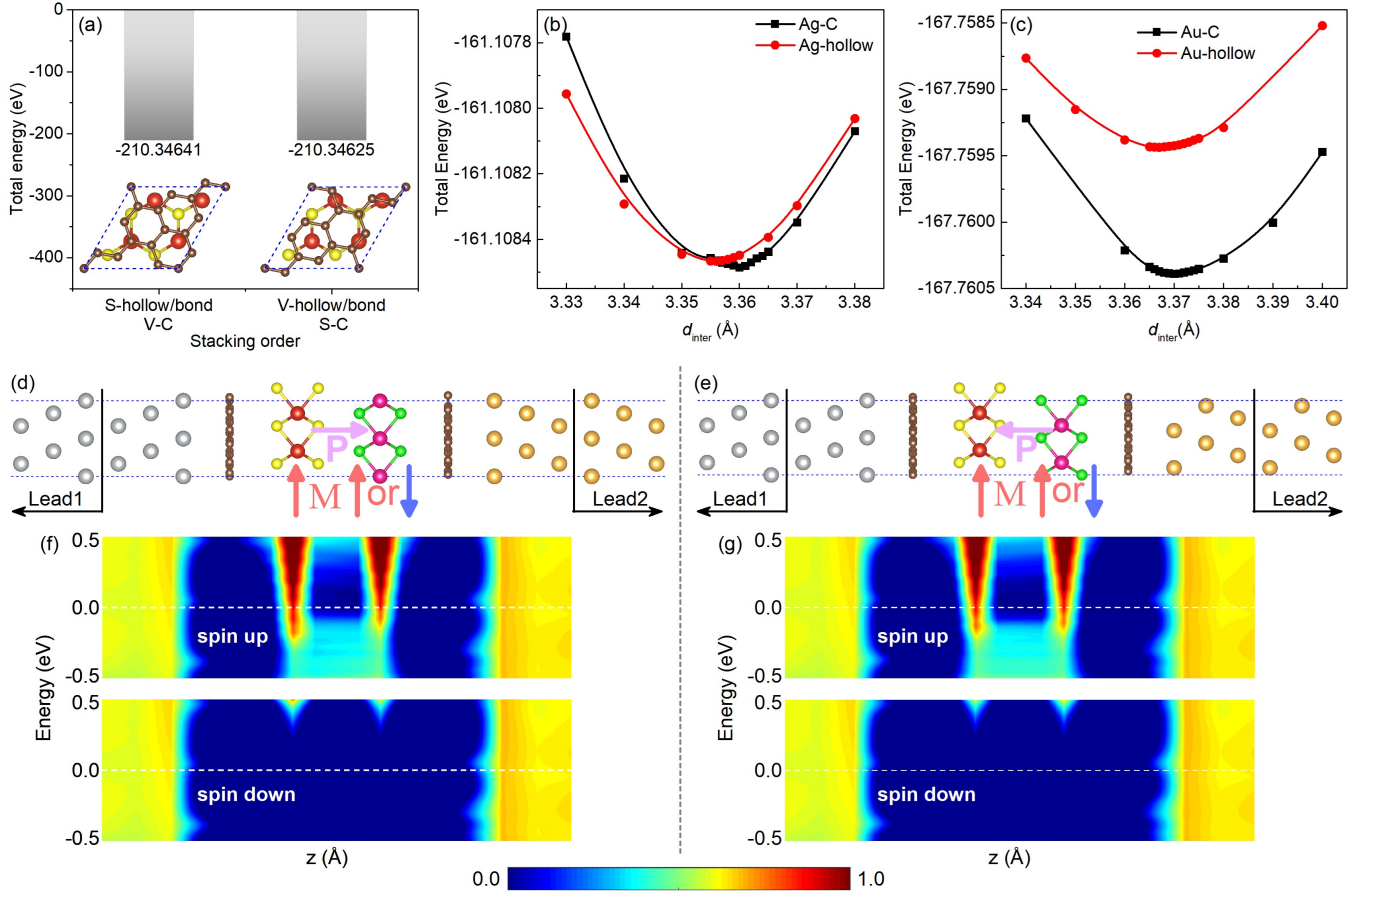 (a)
Total energy (eV)
0
-100
-200
-300
-400
-210.34641
-210.34625
S-hollow/bond
V-C
V-hollow/bond
S-C
Stacking order
(b)
Total Energy (eV)
-161.1078
-161.1080
-161.1082
-161.1084
Ag-C
Ag-hollow
3.33 3.34 3.35 3.36 3.37 3.38
dinter (Å)
(c)
Total Energy (eV)
-167.7585
-167.7590
-167.7595
-167.7600
-167.7605
Au-C
Au-hollow
3.34 3.35 3.36 3.37 3.38 3.39 3.40
dinter(Å)
(d)
P
M
or
Lead1
Lead2
(e)
P
M
or
Lead1
Lead2
(f)
Energy (eV)
0.5
0.0
-0.5
spin up
0.5
0.0
-0.5
spin down
z (Å)
(g)
Energy (eV)
0.5
0.0
-0.5
spin up
0.5
0.0
-0.5
spin down
z (Å)
0.0
1.0